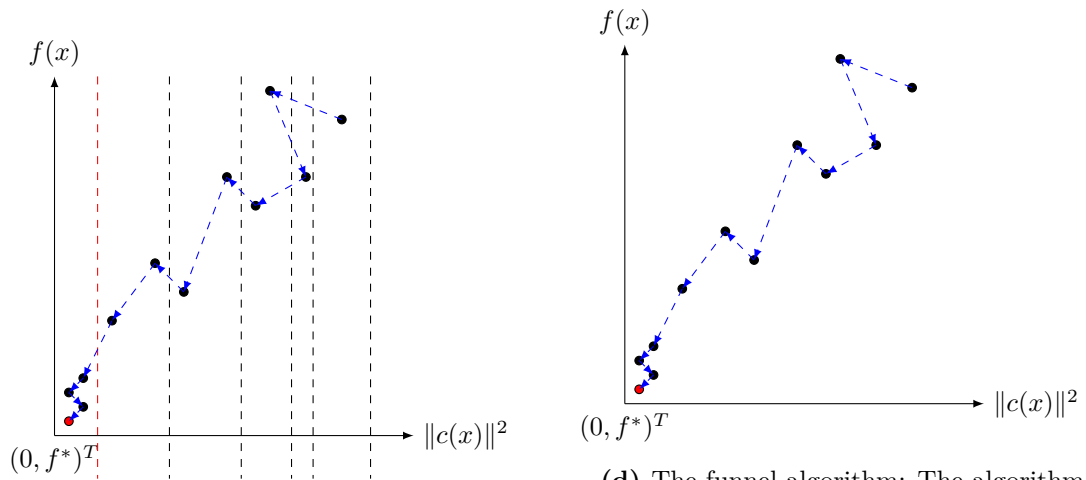 f(x)
∥c(x)∥²
(0, f*)ᵀ
f(x)
∥c(x)∥²
(0, f*)ᵀ
(d) The funnel algorithm: The algorithm